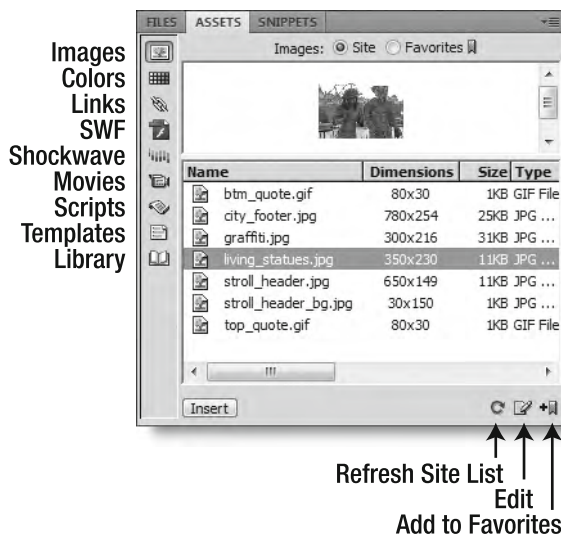 FILES ASSETS SNIPPETS
Images: Site Favorites
Images
Colors
Links
SWF
Shockwave
Movies
Scripts
Templates
Library
Name Dimensions Size Type
btm_quote.gif 80x30 1KB GIF File
city_footer.jpg 780x254 25KB JPG ...
graffiti.jpg 300x216 31KB JPG ...
living_statues.jpg 350x230 11KB JPG ...
stroll_header.jpg 650x149 11KB JPG ...
stroll_header_bg.jpg 30x150 1KB JPG ...
top_quote.gif 80x30 1KB GIF File
Insert
Refresh Site List
Edit
Add to Favorites